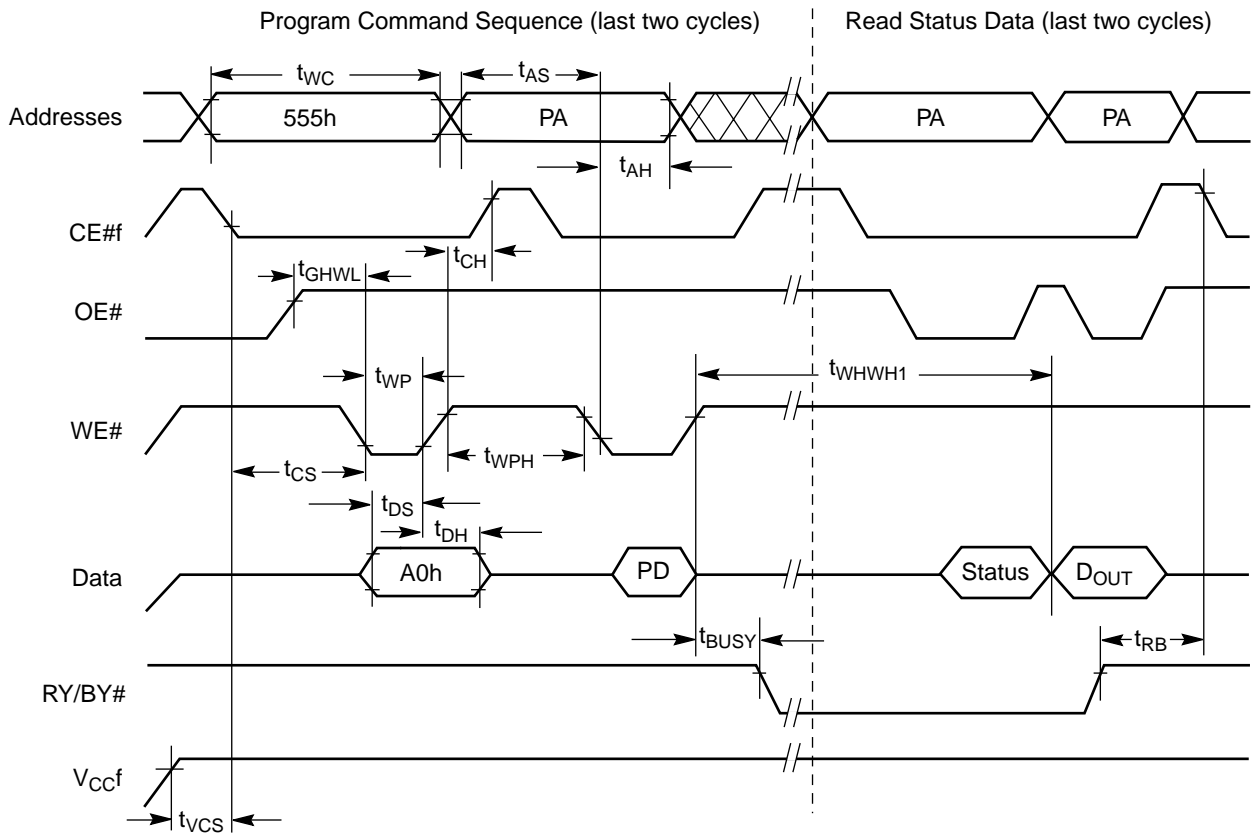 Program Command Sequence (last two cycles) Read Status Data (last two cycles)
tWC tAS
Addresses 555h PA PA PA
tAH
CE#f
tCH
tGHWL
OE#
tWP tWHWH1
WE#
tWPH
tCS
tDS
tDH
Data A0h PD Status DOUT
tBUSY tRB
RY/BY#
VCCf
tVCS